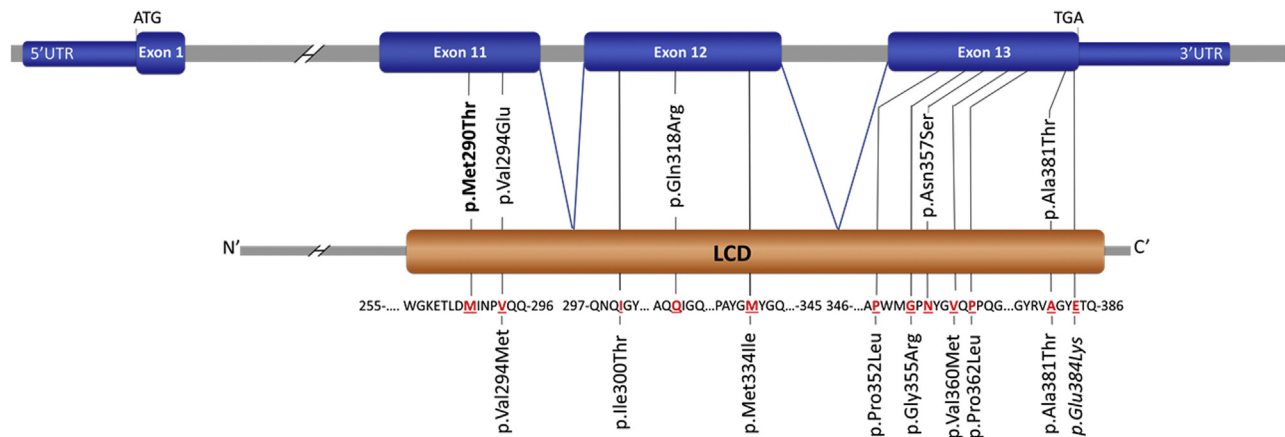 ATG
TGA
5'UTR
Exon 1
Exon 11
Exon 12
Exon 13
3'UTR
p.Met290Thr
p.Val294Glu
p.Gln318Arg
p.Asn357Ser
p.Ala381Thr
N'
LCD
C'
255-.... WGKETLDMINPVQQ-296
297-QNQIGY... AQQIGQ...PAYGMYGQ...-345
346-...APWMGPNYGVQPPQG...GYRVAGYETQ-386
p.Val294Met
p.Ile300Thr
p.Met334Ile
p.Pro352Leu
p.Gly355Arg
p.Val360Met
p.Pro362Leu
p.Ala381Thr
p.Glu384Lys